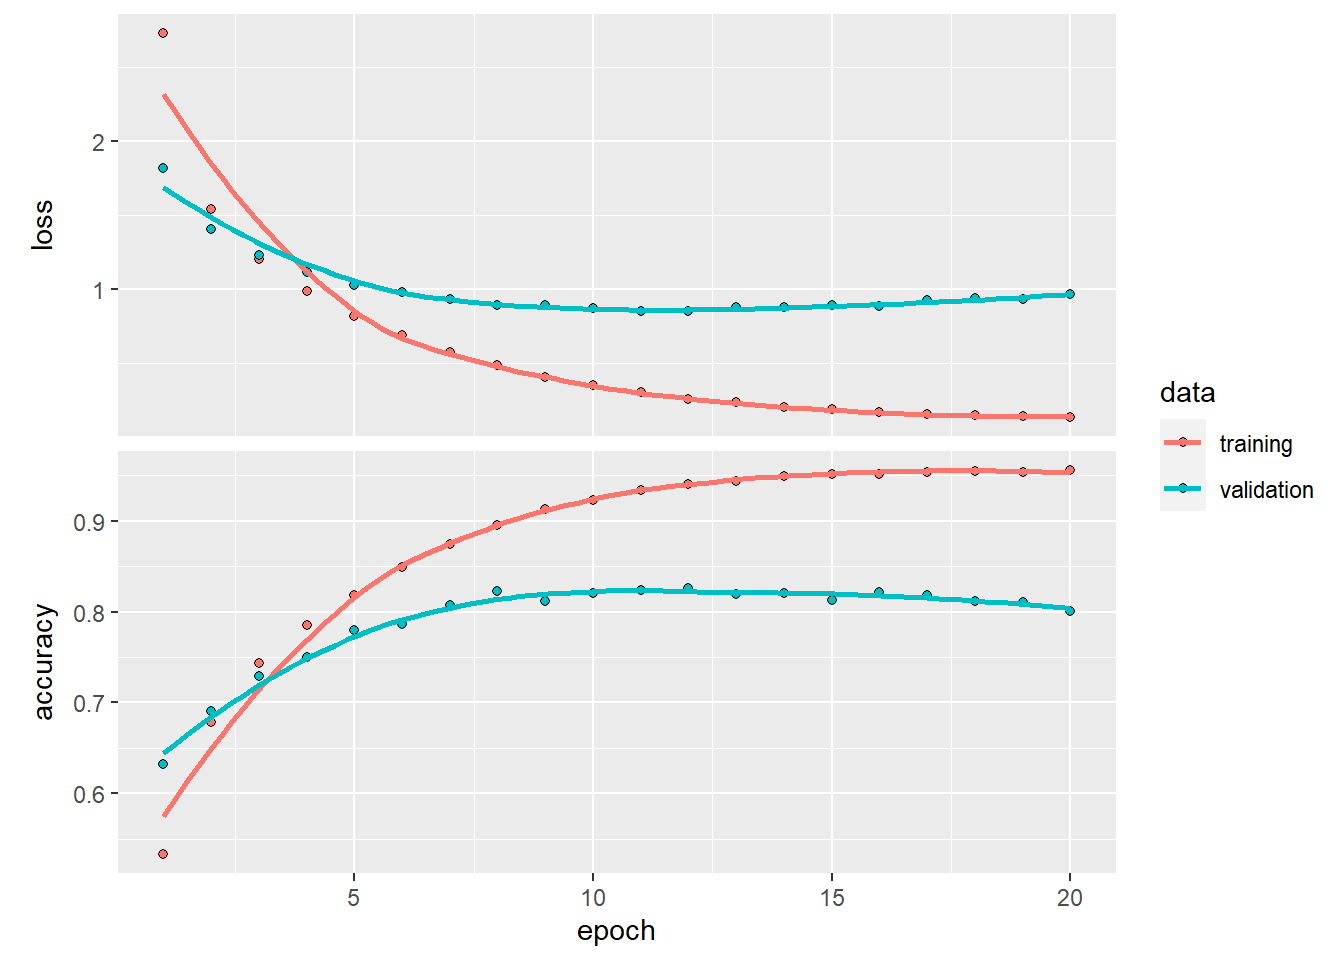 loss
2
1
accuracy
0.9
0.8
0.7
0.6
5 10 15 20
epoch
data
training
validation